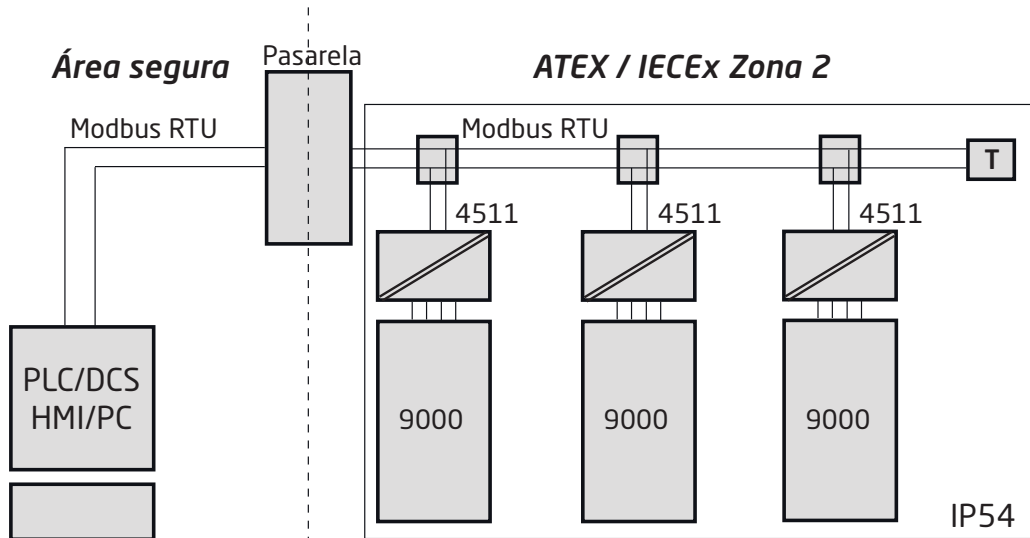 Pasarela
Área segura
ATEX / IECEx Zona 2
Modbus RTU
Modbus RTU
T
4511
4511
4511
PLC/DCS
HMI/PC
9000
9000
9000
IP54